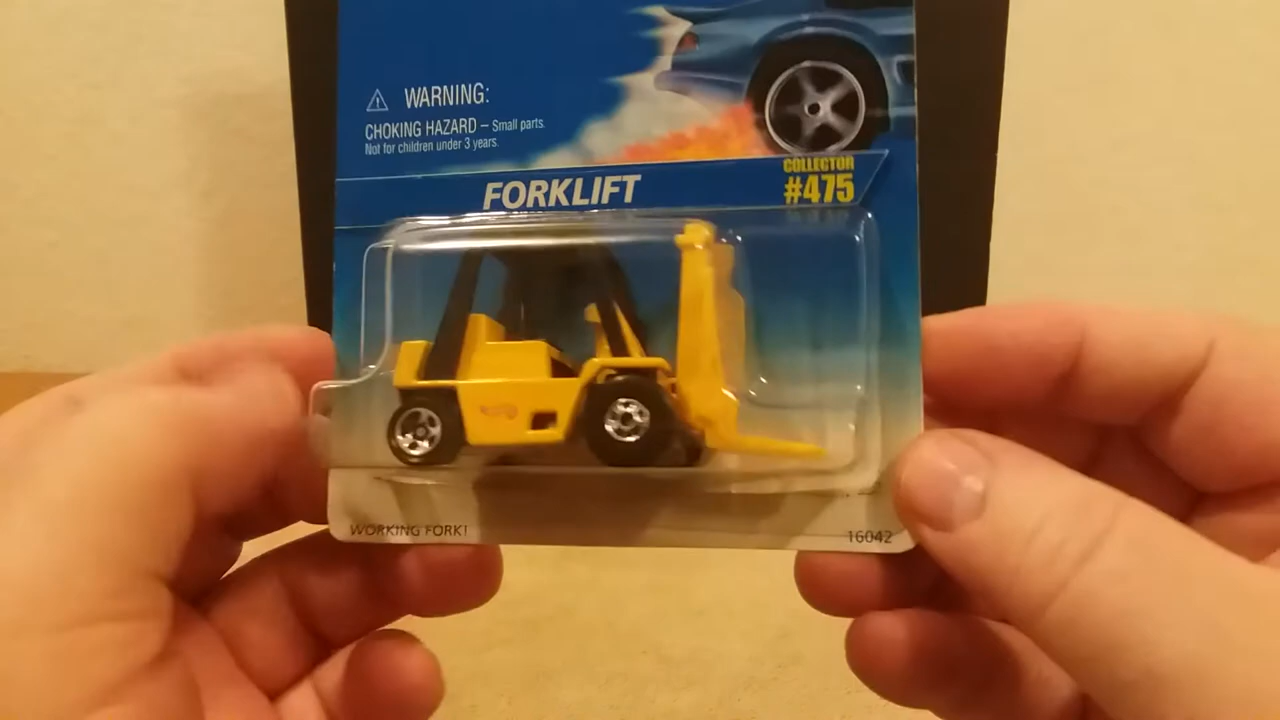 WARNING:
CHOKING HAZARD – Small parts.
Not for children under 3 years.
COLLECTOR
FORKLIFT
#475
WORKING FORK!
16042